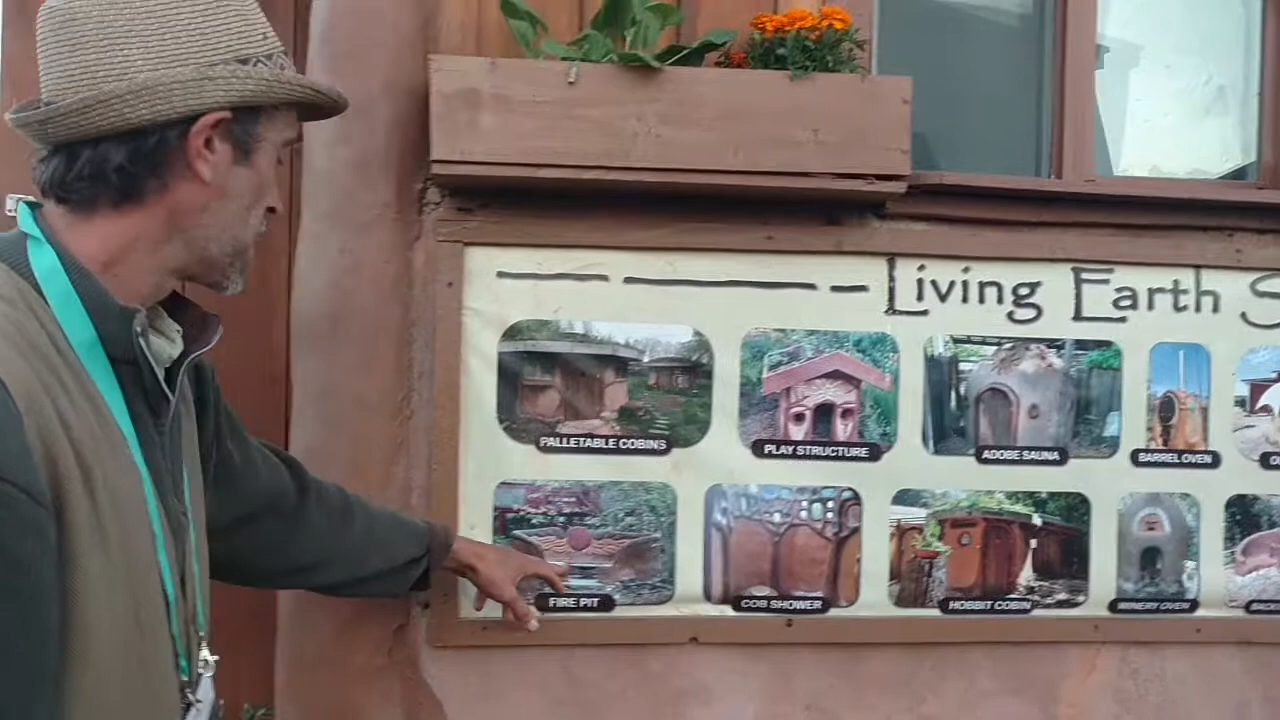 Living Earth S
PALLETABLE COBINS
PLAY STRUCTURE
ADOBE SAUNA
BARREL OVEN
FIRE PIT
COB SHOWER
HOBBIT COBIN
WINERY OVEN